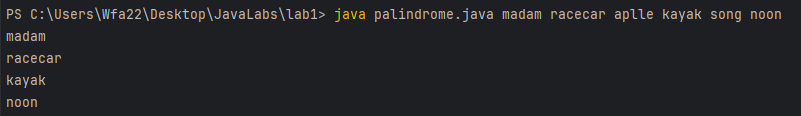 PS C:\Users\Wfa22\Desktop\JavaLabs\lab1> java palindrome.java madam racecar aplle kayak song noon
madam
racecar
kayak
noon